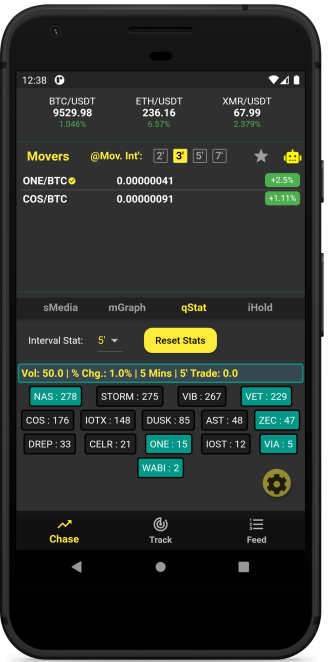 12:38
BTC/USDT ETH/USDT XMR/USDT
9529.98 236.16 67.99
1.046% 6.57% 2.379%
Movers @Mov. Int': 2' 3' 5' 7'
ONE/BTC 0.00000041 +2.5%
COS/BTC 0.00000091 +1.11%
sMedia mGraph qStat iHold
Interval Stat: 5' Reset Stats
Vol: 50.0 | % Chg.: 1.0% | 5 Mins | 5' Trade: 0.0
NAS : 278 STORM : 275 VIB : 267 VET : 229
COS : 176 IOTX : 148 DUSK : 85 AST : 48 ZEC : 47
DREP : 33 CELR : 21 ONE : 15 IOST : 12 VIA : 5
WABI : 2
Chase Track Feed